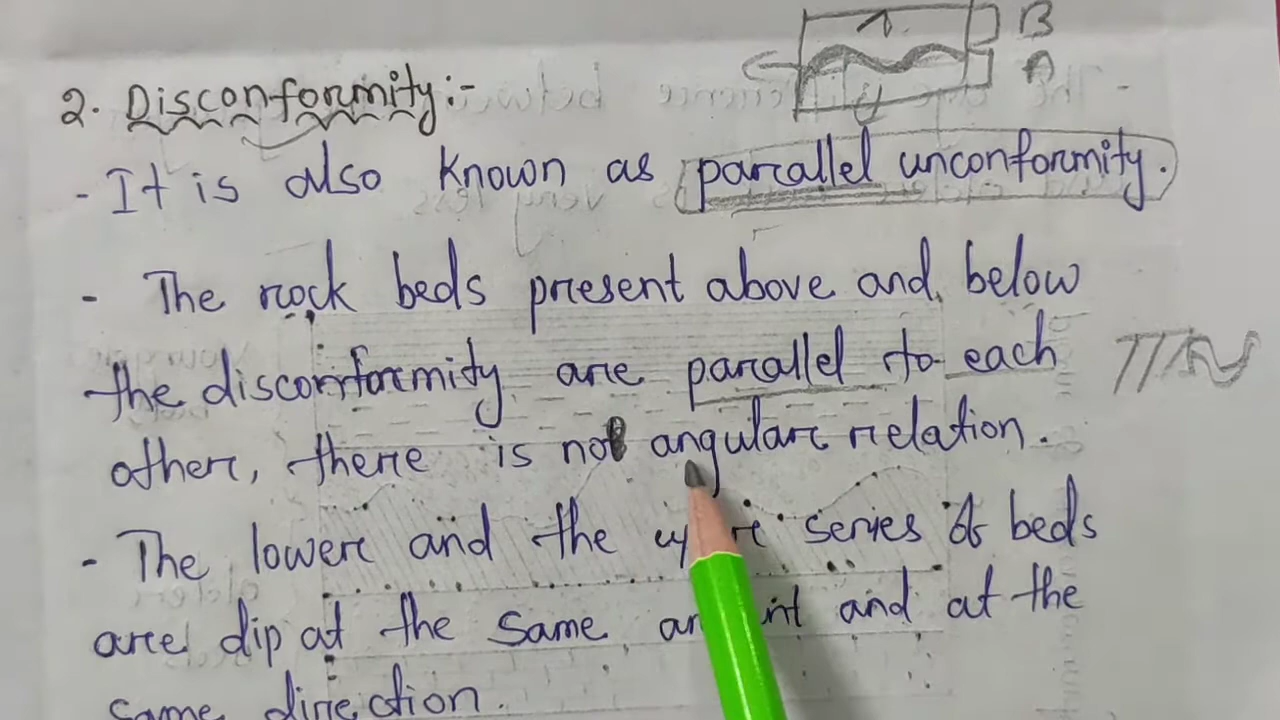 B
A
2. Disconformity:-
- It is also known as parallel unconformity.
- The rock beds present above and below
the disconformity are parallel to each
other, there is no angular relation.
- The lower and the series of beds
are dip at the same and at the
same direction.